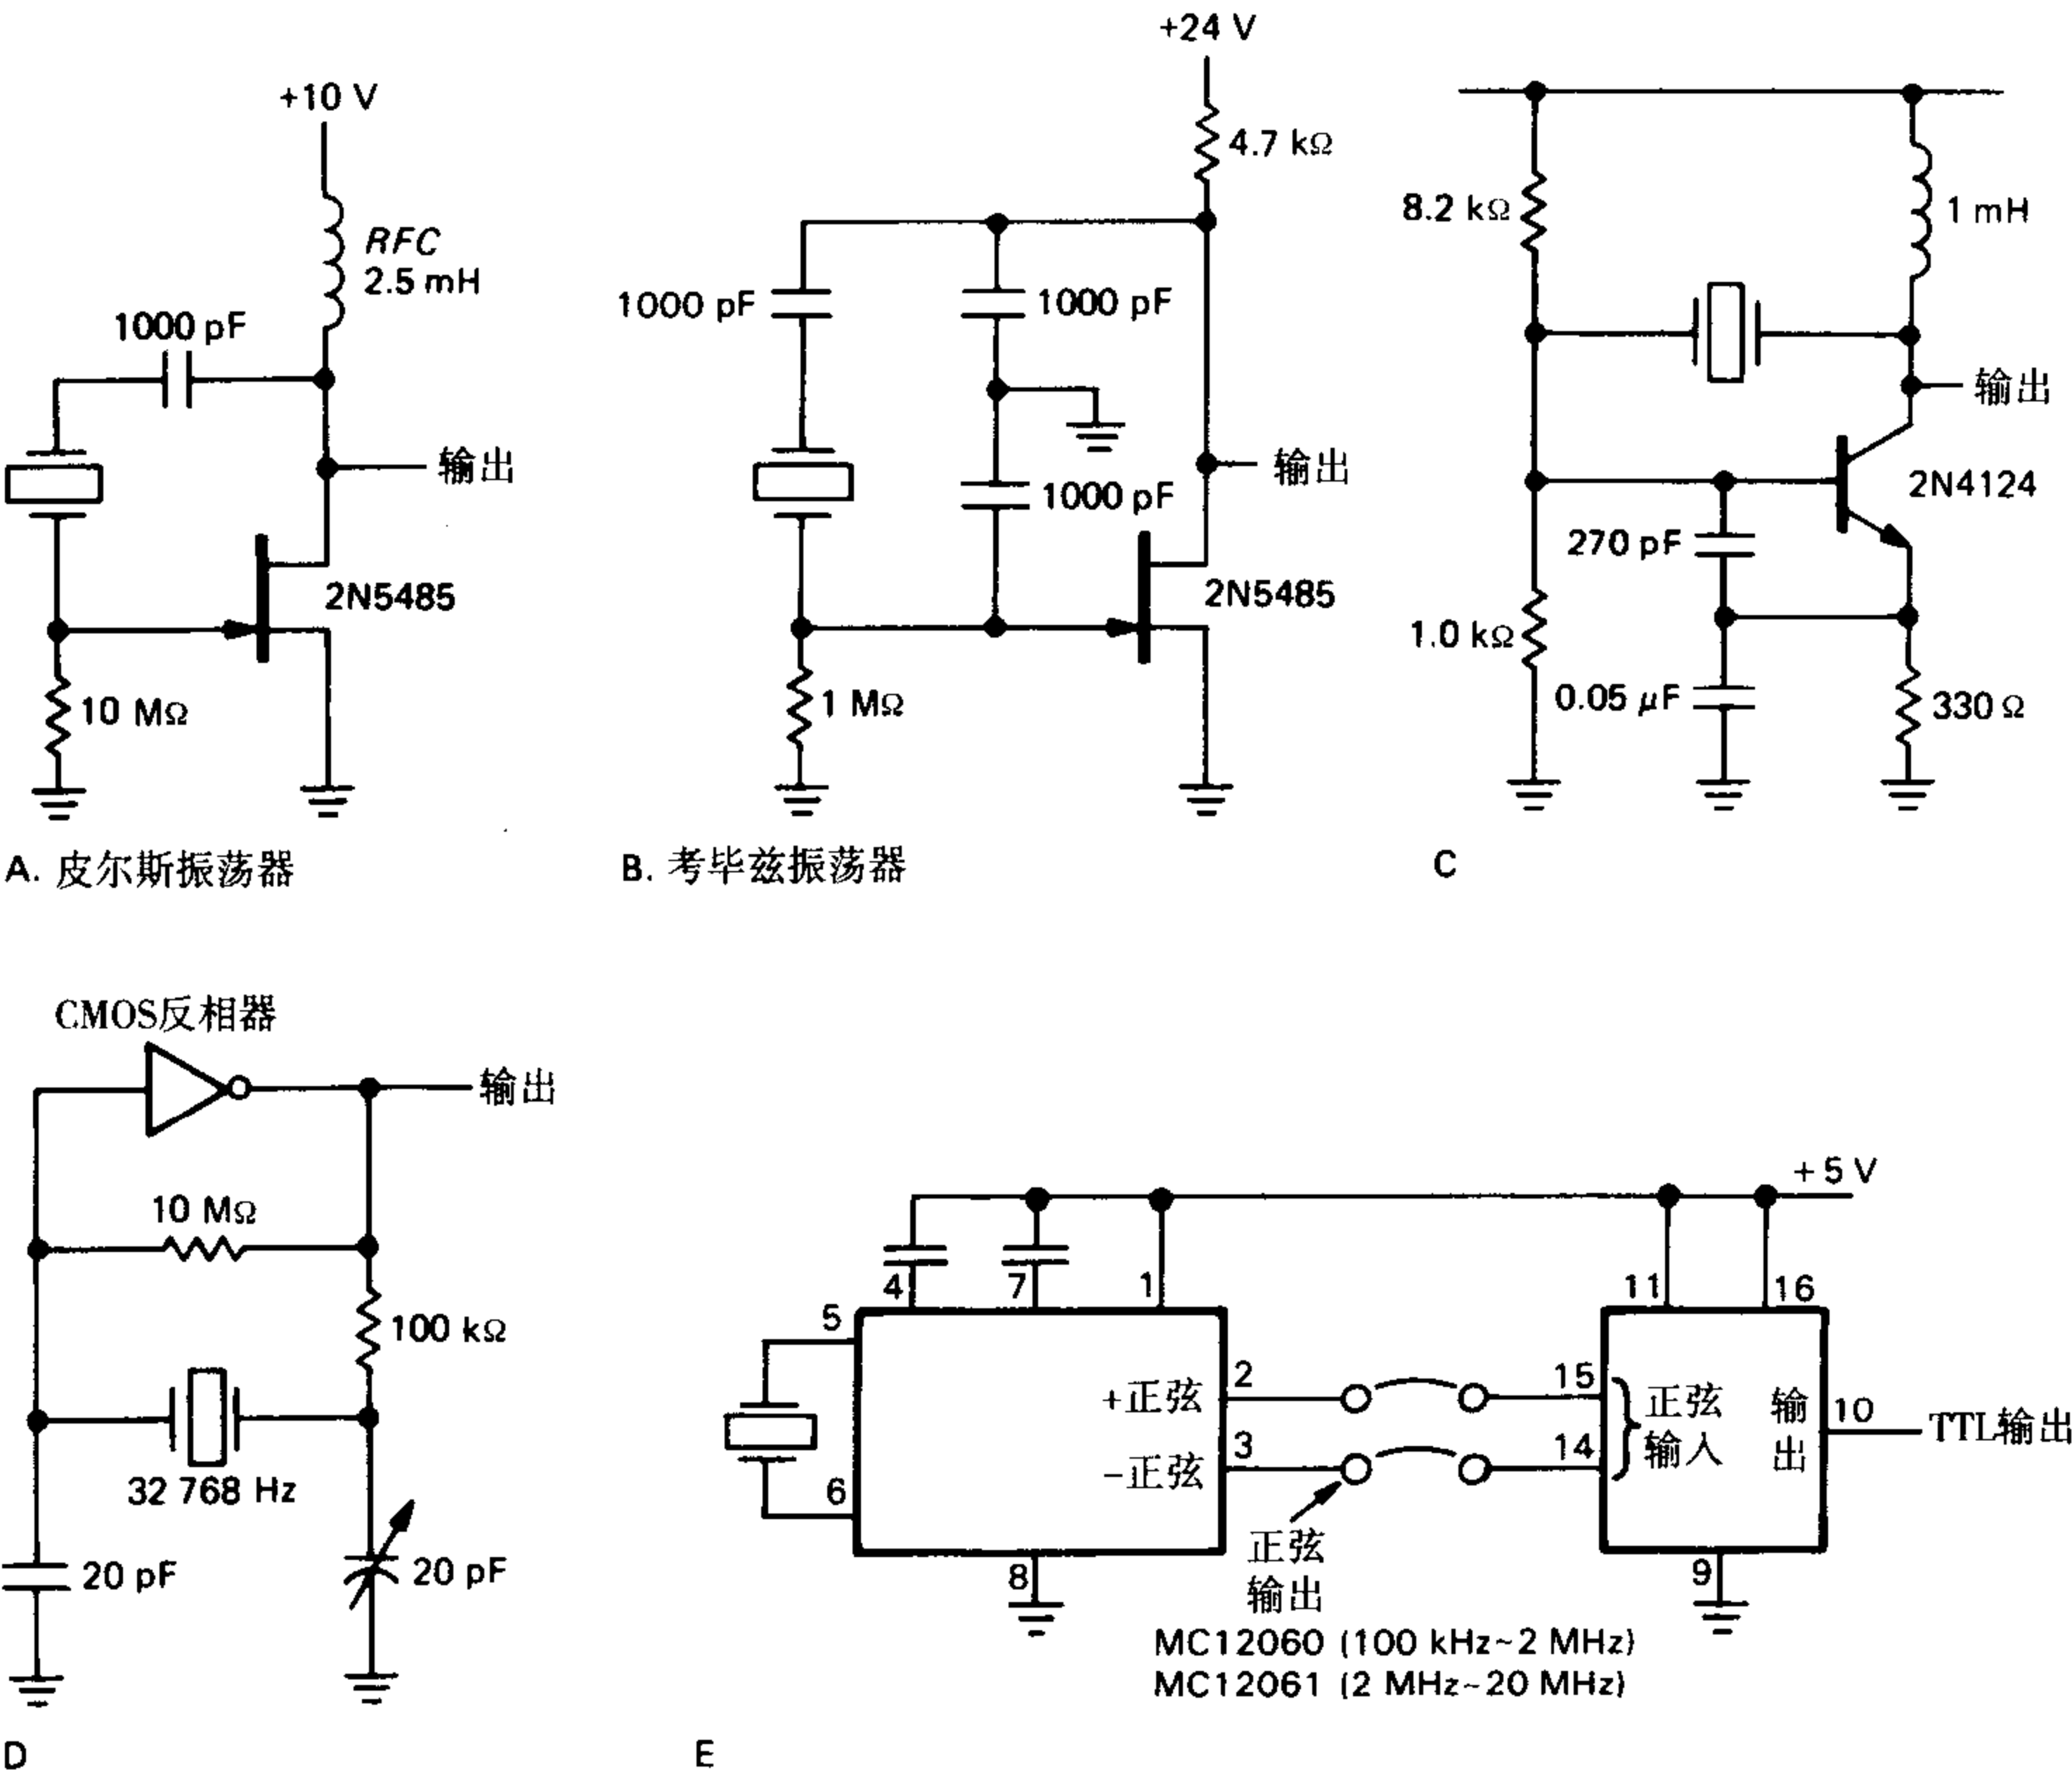 +10 V
RFC
2.5 mH
1000 pF
输出
2N5485
10 MΩ
A. 皮尔斯振荡器
+24 V
4.7 kΩ
1000 pF
1000 pF
1000 pF
输出
2N5485
1 MΩ
B. 考毕兹振荡器
8.2 kΩ
1 mH
输出
2N4124
270 pF
1.0 kΩ
0.05 μF
330 Ω
C
CMOS反相器
输出
10 MΩ
100 kΩ
32 768 Hz
20 pF
20 pF
D
+5 V
4
7
1
11
16
5
6
+正弦
2
-正弦
3
15
14
正弦
输入
输
出
10
TTL输出
8
9
正弦
输出
MC12060 (100 kHz~2 MHz)
MC12061 (2 MHz~20 MHz)
E